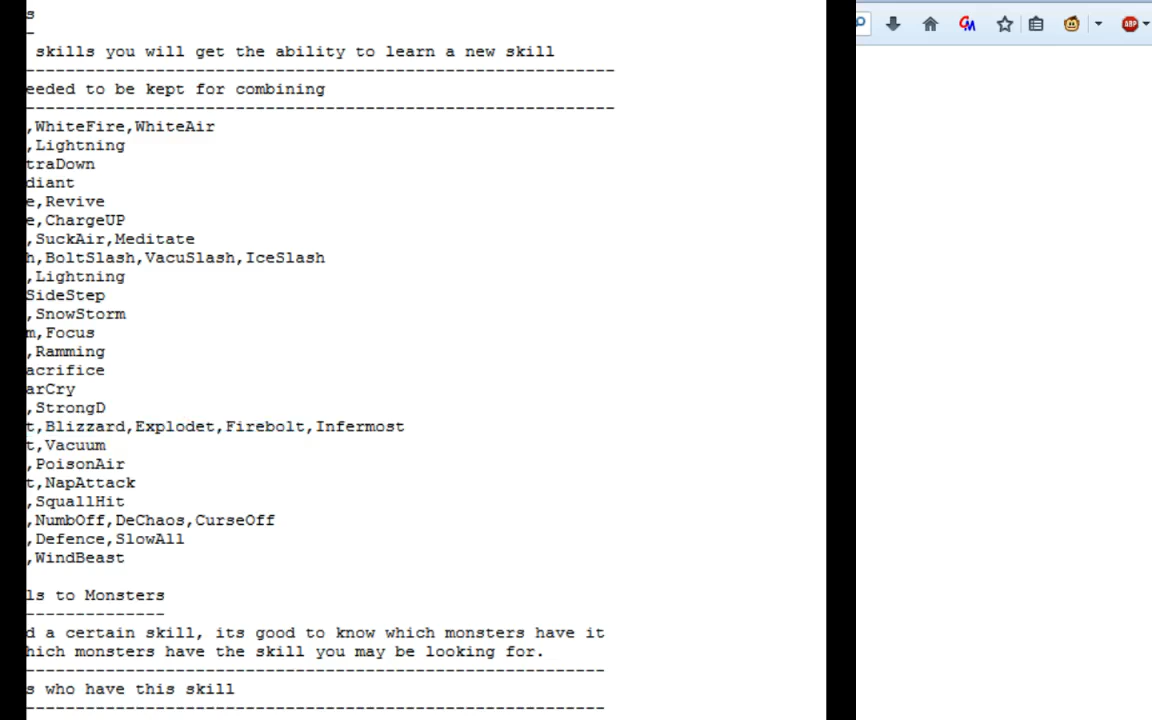 s
-
skills you will get the ability to learn a new skill
-----------------------------------------------------------
eeded to be kept for combining
-----------------------------------------------------------
,WhiteFire,WhiteAir
,Lightning
traDown
diant
e,Revive
e,ChargeUP
,SuckAir,Meditate
h,BoltSlash,VacuSlash,IceSlash
,Lightning
SideStep
,SnowStorm
m,Focus
,Ramming
acrifice
arCry
,StrongD
t,Blizzard,Explodet,Firebolt,Infermost
t,Vacuum
,PoisonAir
t,NapAttack
,SquallHit
,NumbOff,DeChaos,CurseOff
,Defence,SlowAll
,WindBeast
ls to Monsters
--------------
d a certain skill, its good to know which monsters have it
hich monsters have the skill you may be looking for.
----------------------------------------------------------
s who have this skill
----------------------------------------------------------
ABP